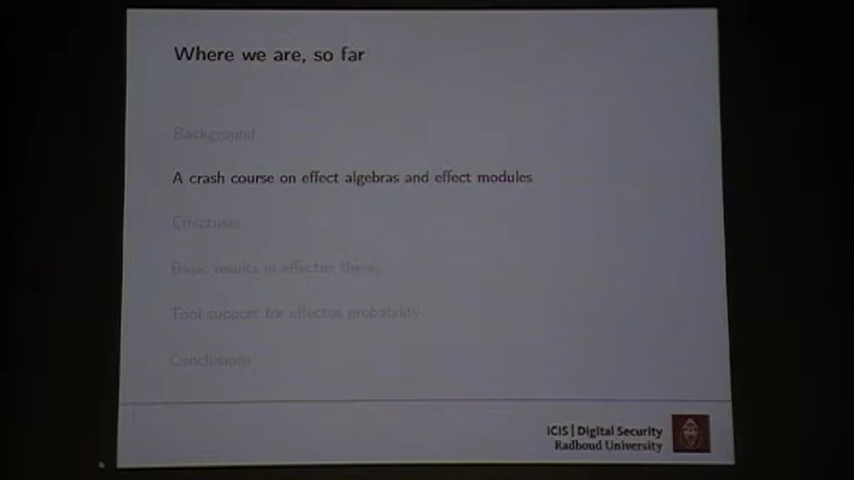 Where we are, so far
Background
A crash course on effect algebras and effect modules
Effectuses
Basic results in effectus theory
Tool support for effectus probability
Conclusions
iCIS | Digital Security
Radboud University